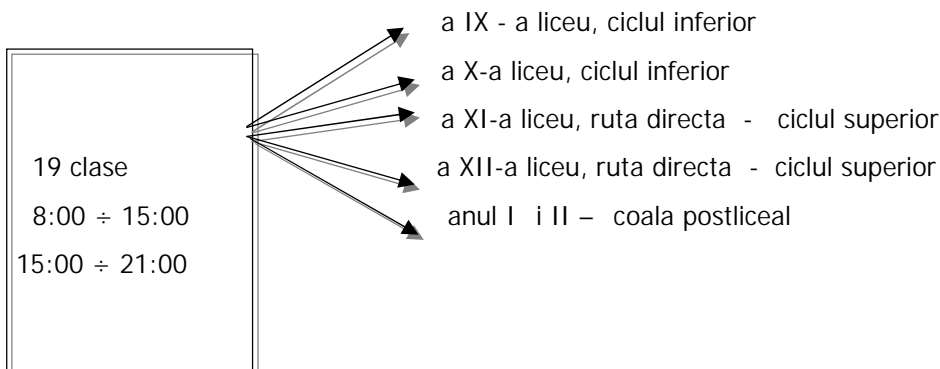 a IX - a liceu, ciclul inferior
a X-a liceu, ciclul inferior
a XI-a liceu, ruta directa - ciclul superior
a XII-a liceu, ruta directa - ciclul superior
anul I i II – coala postliceal
19 clase
8:00 ÷ 15:00
15:00 ÷ 21:00